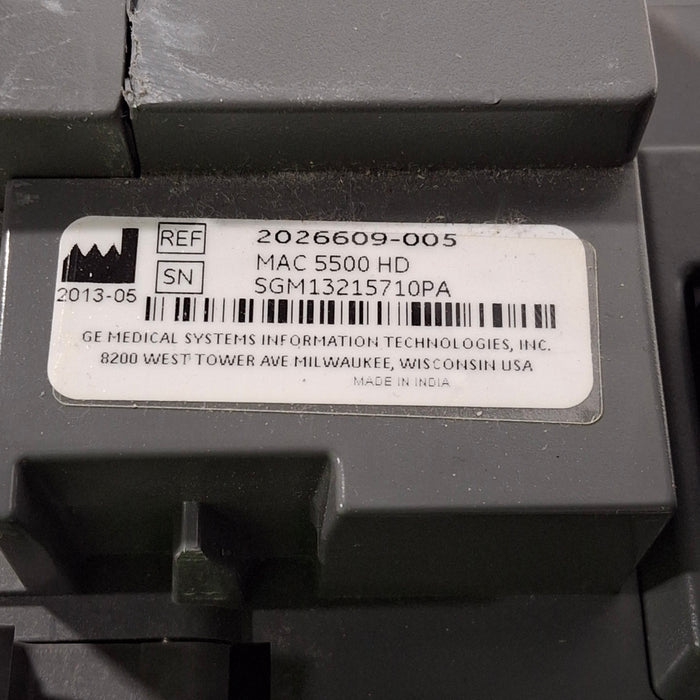 REF 2026609-005
MAC 5500 HD
SN SGM13215710PA
2013-05
GE MEDICAL SYSTEMS INFORMATION TECHNOLOGIES, INC.
8200 WEST TOWER AVE MILWAUKEE, WISCONSIN USA
MADE IN INDIA